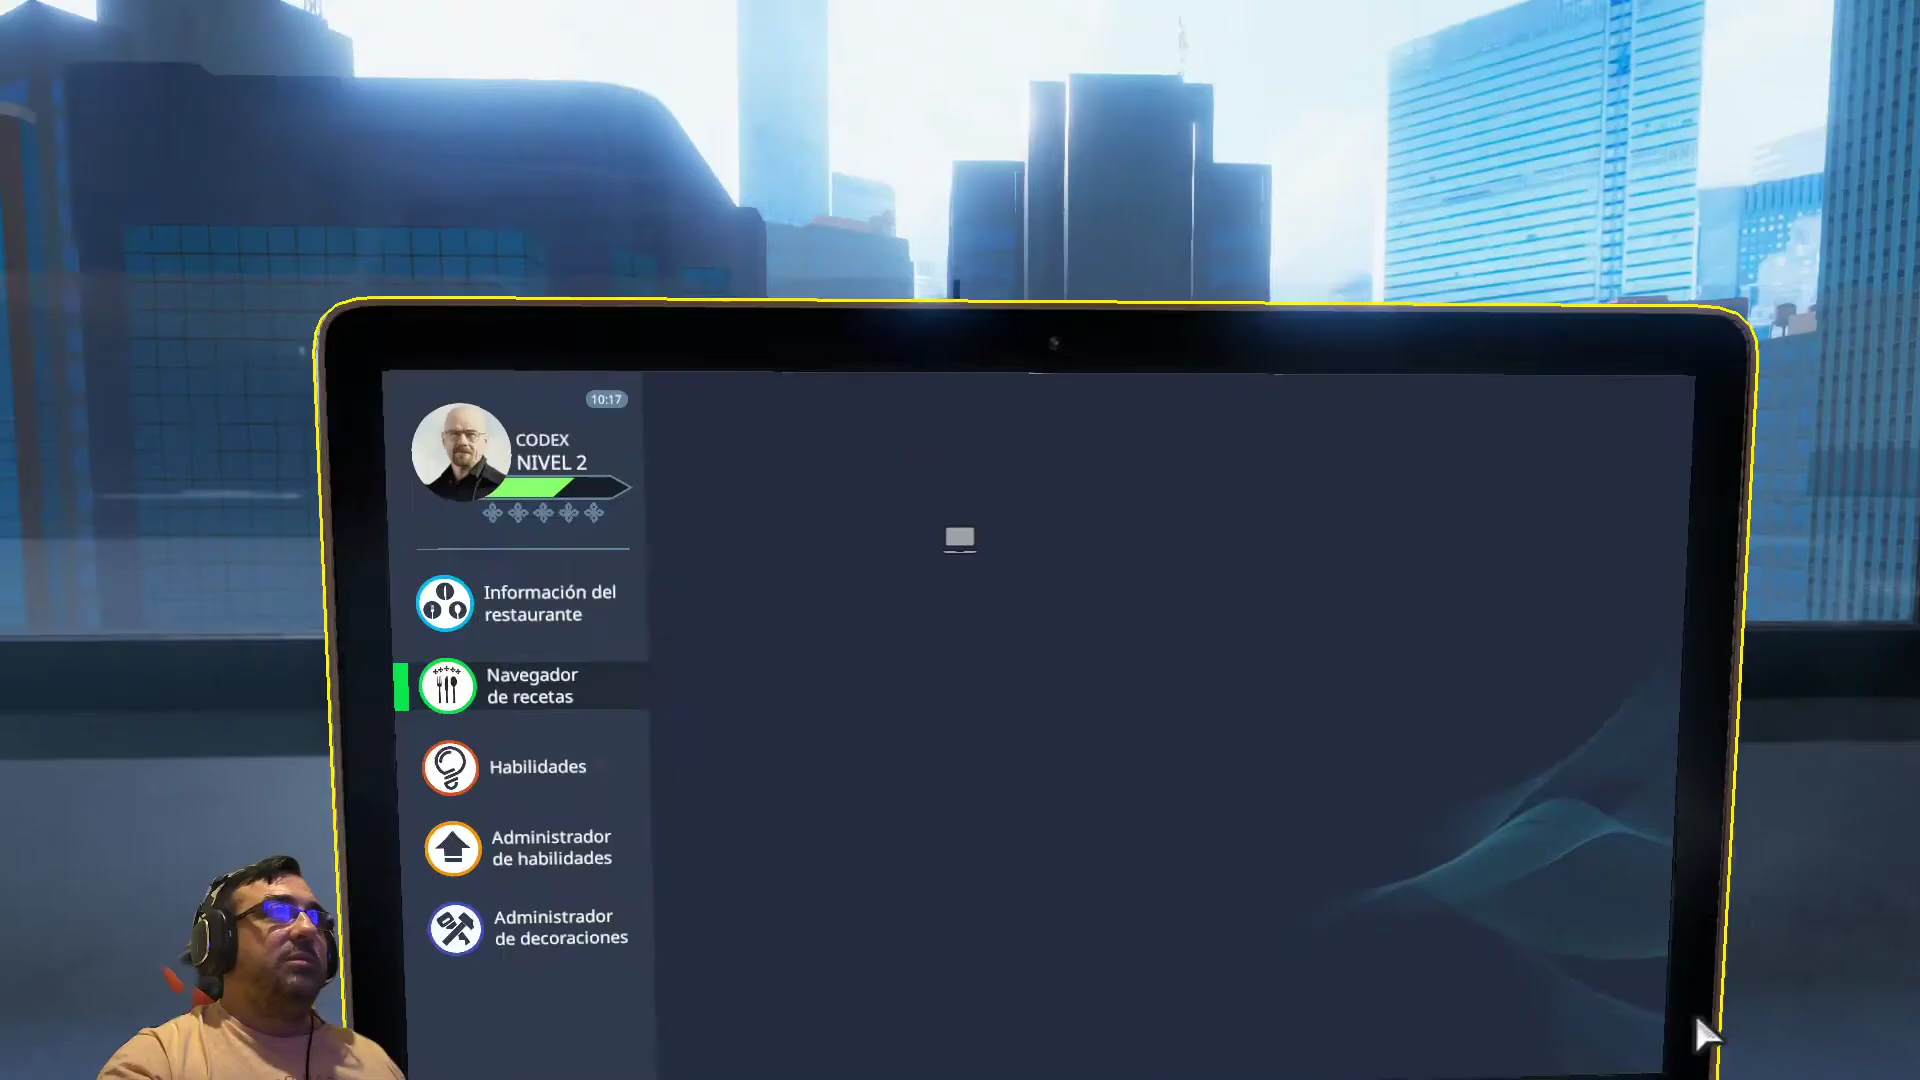 10:17
CODEX
NIVEL 2
Información del
restaurante
Navegador
de recetas
Habilidades
Administrador
de habilidades
Administrador
de decoraciones